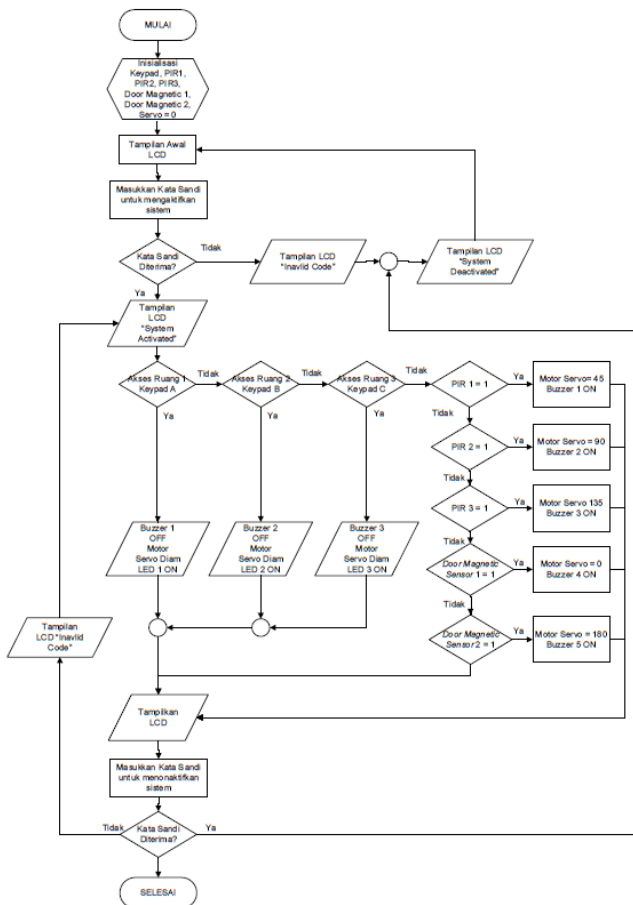 MULAI
Inisialisasi
Keypad, PIR1,
PIR2, PIR3,
Door Magnetic 1,
Door Magnetic 2,
Servo = 0
Tampilan Awal
LCD
Masukkan Kata Sandi
untuk mengaktifkan
sistem
Kata Sandi
Diterima?
Tidak
Ya
Tampilan LCD
"Inavlid Code"
Tampilan LCD
"System
Deactivated"
Tampilan
LCD
"System
Activated"
Akses Ruang 1
Keypad A
Tidak
Ya
Akses Ruang 2
Keypad B
Tidak
Ya
Akses Ruang 3
Keypad C
Tidak
Ya
PIR 1 = 1
Ya
Tidak
Motor Servo= 45
Buzzer 1 ON
PIR 2 = 1
Ya
Tidak
Motor Servo = 90
Buzzer 2 ON
PIR 3 = 1
Ya
Tidak
Motor Servo 135
Buzzer 3 ON
Door Magnetic
Sensor 1 = 1
Ya
Tidak
Motor Servo = 0
Buzzer 4 ON
Door Magnetic
Sensor 2 = 1
Ya
Motor Servo = 180
Buzzer 5 ON
Buzzer 1
OFF
Motor
Servo Diam
LED 1 ON
Buzzer 2
OFF
Motor
Servo Diam
LED 2 ON
Buzzer 3
OFF
Motor
Servo Diam
LED 3 ON
Tampilan
LCD "Inavlid
Code"
Tampilkan
LCD
Masukkan Kata Sandi
untuk menonaktifkan
sistem
Kata Sandi
Diterima?
Tidak
Ya
SELESAI